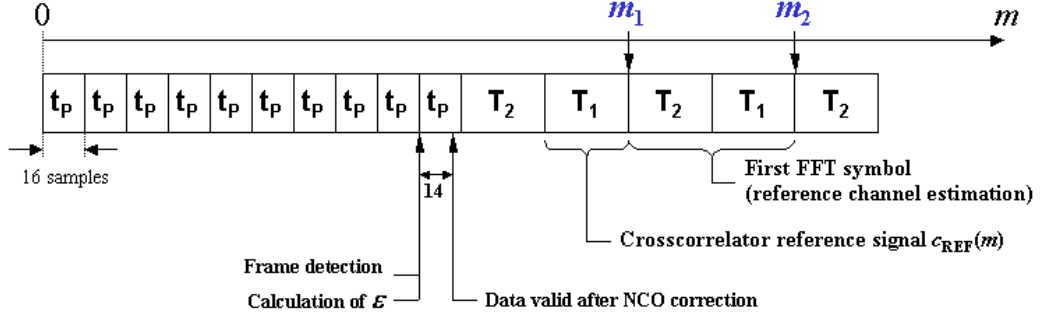 0 m₁ m₂ m
tₚ tₚ tₚ tₚ tₚ tₚ tₚ tₚ tₚ tₚ T₂ T₁ T₂ T₁ T₂
16 samples
14
First FFT symbol
(reference channel estimation)
Crosscorrelator reference signal c_REF(m)
Frame detection
Calculation of ε
Data valid after NCO correction